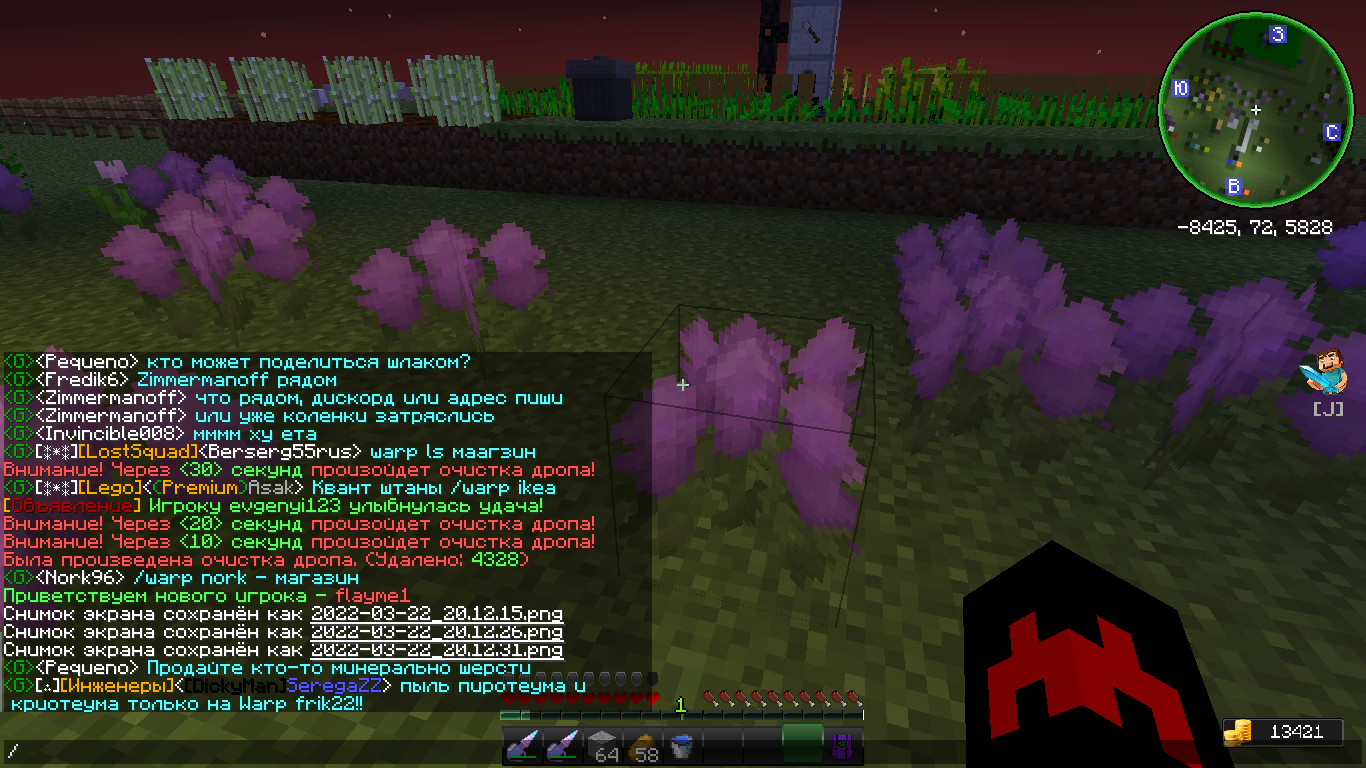 З
Ю
С
В
-8425, 72, 5828
[J]
<G><Pequeno> кто может поделиться шлаком?
<G><Fredik6> Zimmermanoff рядом
<G><Zimmermanoff> что рядом, дискорд или адрес пиши
<G><Zimmermanoff> или уже коленки затряслись
<G><Invincible008> мммм ху ета
<G>[⁂][LostSquad]<Berserg55rus> warp ls маагзин
Внимание! Через <30> секунд произойдет очистка дропа!
<G>[⁂][Lego]<(Premium)Asak> Квант штаны /warp ikea
[Объявление] Игроку evgenyi123 улыбнулась удача!
Внимание! Через <20> секунд произойдет очистка дропа!
Внимание! Через <10> секунд произойдет очистка дропа!
Была произведена очистка дропа. (Удалено: 4328)
<G><Nork96> /warp nork - магазин
Приветствуем нового игрока - flayme1
Снимок экрана сохранён как 2022-03-22_20.12.15.png
Снимок экрана сохранён как 2022-03-22_20.12.26.png
Снимок экрана сохранён как 2022-03-22_20.12.31.png
<G><Pequeno> Продайте кто-то минерально шерсти
<G>[∴][Инженеры]<[DickyMan]SeregaZZ> пыль пиротеума и
криотеума только на Warp frik22!!
1
64
58
13421
/